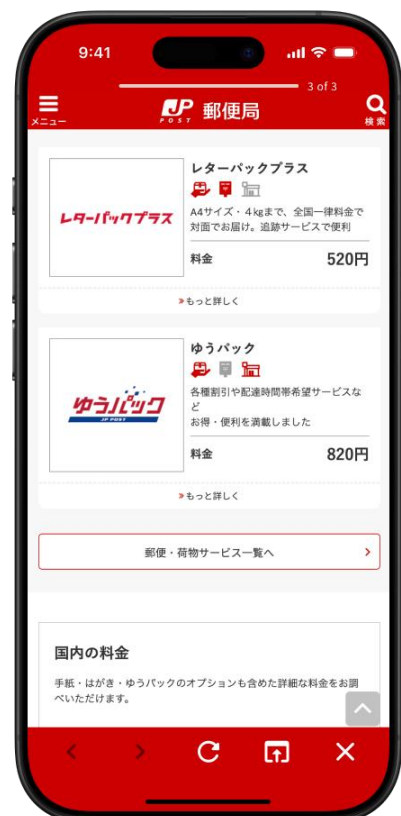 9:41
3 of 3
メニュー
JP
POST
郵便局
検索
レターパックプラス
レターパックプラス
A4サイズ・4kgまで、全国一律料金で
対面でお届け。追跡サービスで便利
料金
520円
もっと詳しく
ゆうパック
ゆうパック
JP POST
各種割引や配達時間帯希望サービスな
ど
お得・便利を満載しました
料金
820円
もっと詳しく
郵便・荷物サービス一覧へ
国内の料金
手紙・はがき・ゆうパックのオプションも含めた詳細な料金をお調
べいただけます。